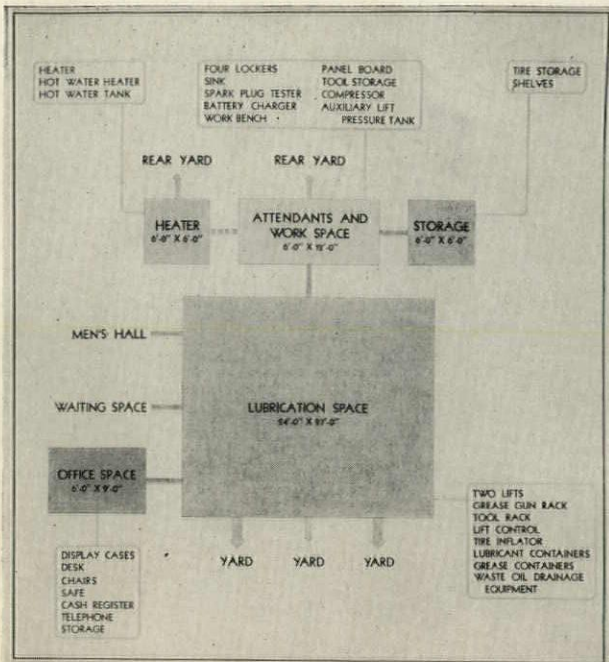 HEATER
HOT WATER HEATER
HOT WATER TANK
FOUR LOCKERS
SINK
SPARK PLUG TESTER
BATTERY CHARGER
WORK BENCH
PANEL BOARD
TOOL STORAGE
COMPRESSOR
AUXILIARY LIFT
PRESSURE TANK
TIRE STORAGE
SHELVES
REAR YARD
REAR YARD
HEATER
6'-0" X 6'-0"
ATTENDANTS AND
WORK SPACE
6'-0" X
STORAGE
6'-0" X 6'-0"
MEN'S HALL
WAITING SPACE
LUBRICATION SPACE
X
OFFICE SPACE
6'-0" X 9'-0"
YARD
YARD
YARD
DISPLAY CASES
DESK
CHAIRS
SAFE
CASH REGISTER
TELEPHONE
STORAGE
TWO LIFTS
GREASE GUN RACK
TOOL RACK
LIFT CONTROL
TIRE INFLATOR
LUBRICANT CONTAINERS
GREASE CONTAINERS
WASTE OIL DRAINAGE
EQUIPMENT